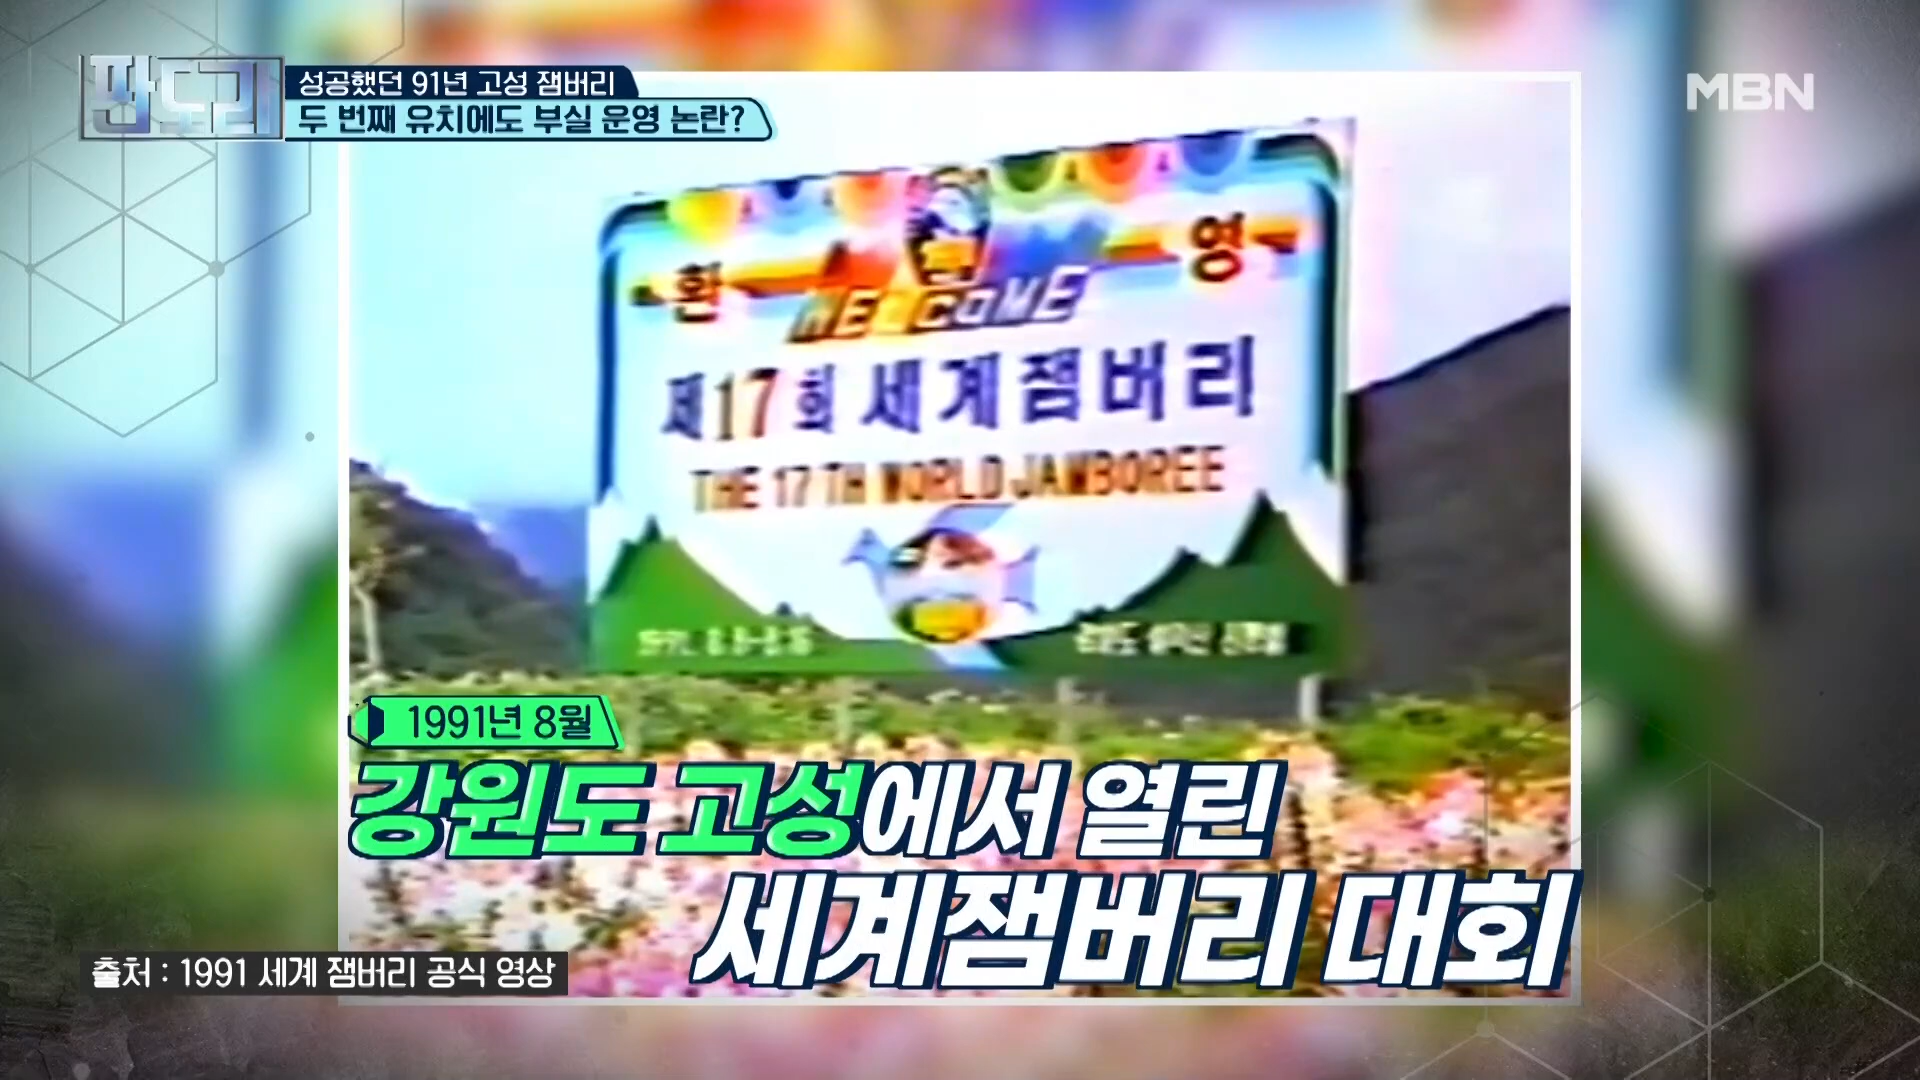 판도라
성공했던 91년 고성 잼버리
두 번째 유치에도 부실 운영 논란?
MBN
환 영
WELCOME
제17회 세계잼버리
THE 17TH WORLD JAMBOREE
1991년 8월
강원도 고성에서 열린
세계잼버리 대회
출처 : 1991 세계 잼버리 공식 영상